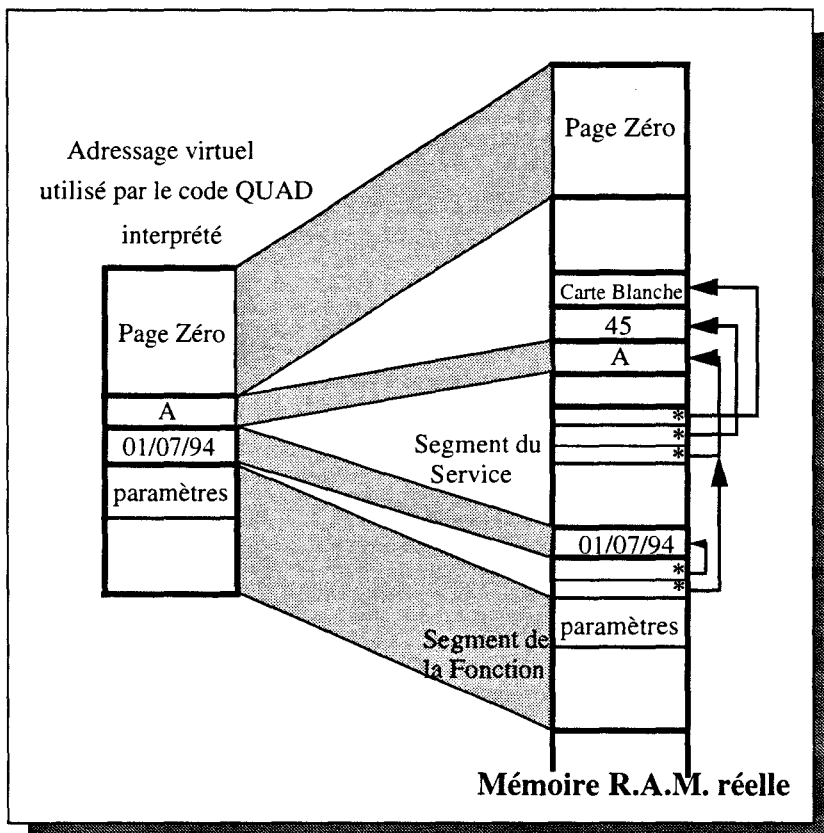 Adressage virtuel
utilisé par le code QUAD
interprété
Page Zéro
A
01/07/94
paramètres
Page Zéro
Carte Blanche
45
A
*
*
*
Segment du
Service
01/07/94
*
*
Segment de
la Fonction
paramètres
Mémoire R.A.M. réelle